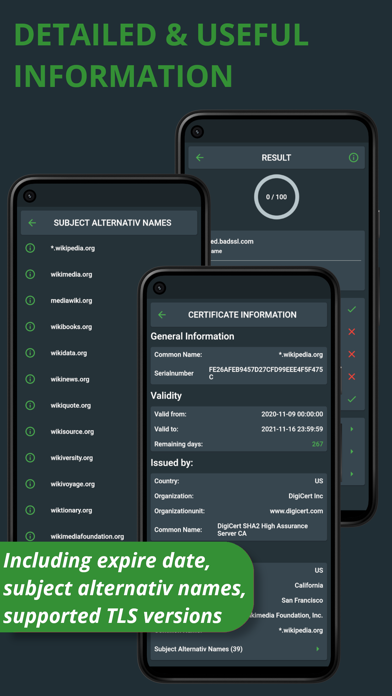 DETAILED & USEFUL
INFORMATION
RESULT
0 / 100
ed.badssl.com
ame
SUBJECT ALTERNATIV NAMES
*.wikipedia.org
wikimedia.org
mediawiki.org
wikibooks.org
wikidata.org
wikinews.org
wikiquote.org
wikisource.org
wikiversity.org
wikivoyage.org
wiktionary.org
wikimediafoundation.org
CERTIFICATE INFORMATION
General Information
Common Name: *.wikipedia.org
Serialnumber FE26AFEB9457D27CFD99EEE4F5F475
C
Validity
Valid from: 2020-11-09 00:00:00
Valid to: 2021-11-16 23:59:59
Remaining days: 267
Issued by:
Country: US
Organization: DigiCert Inc
Organizationunit: www.digicert.com
Common Name: DigiCert SHA2 High Assurance
Server CA
US
California
San Francisco
kimedia Foundation, Inc.
*.wikipedia.org
Subject Alternativ Names (39)
Including expire date,
subject alternativ names,
supported TLS versions